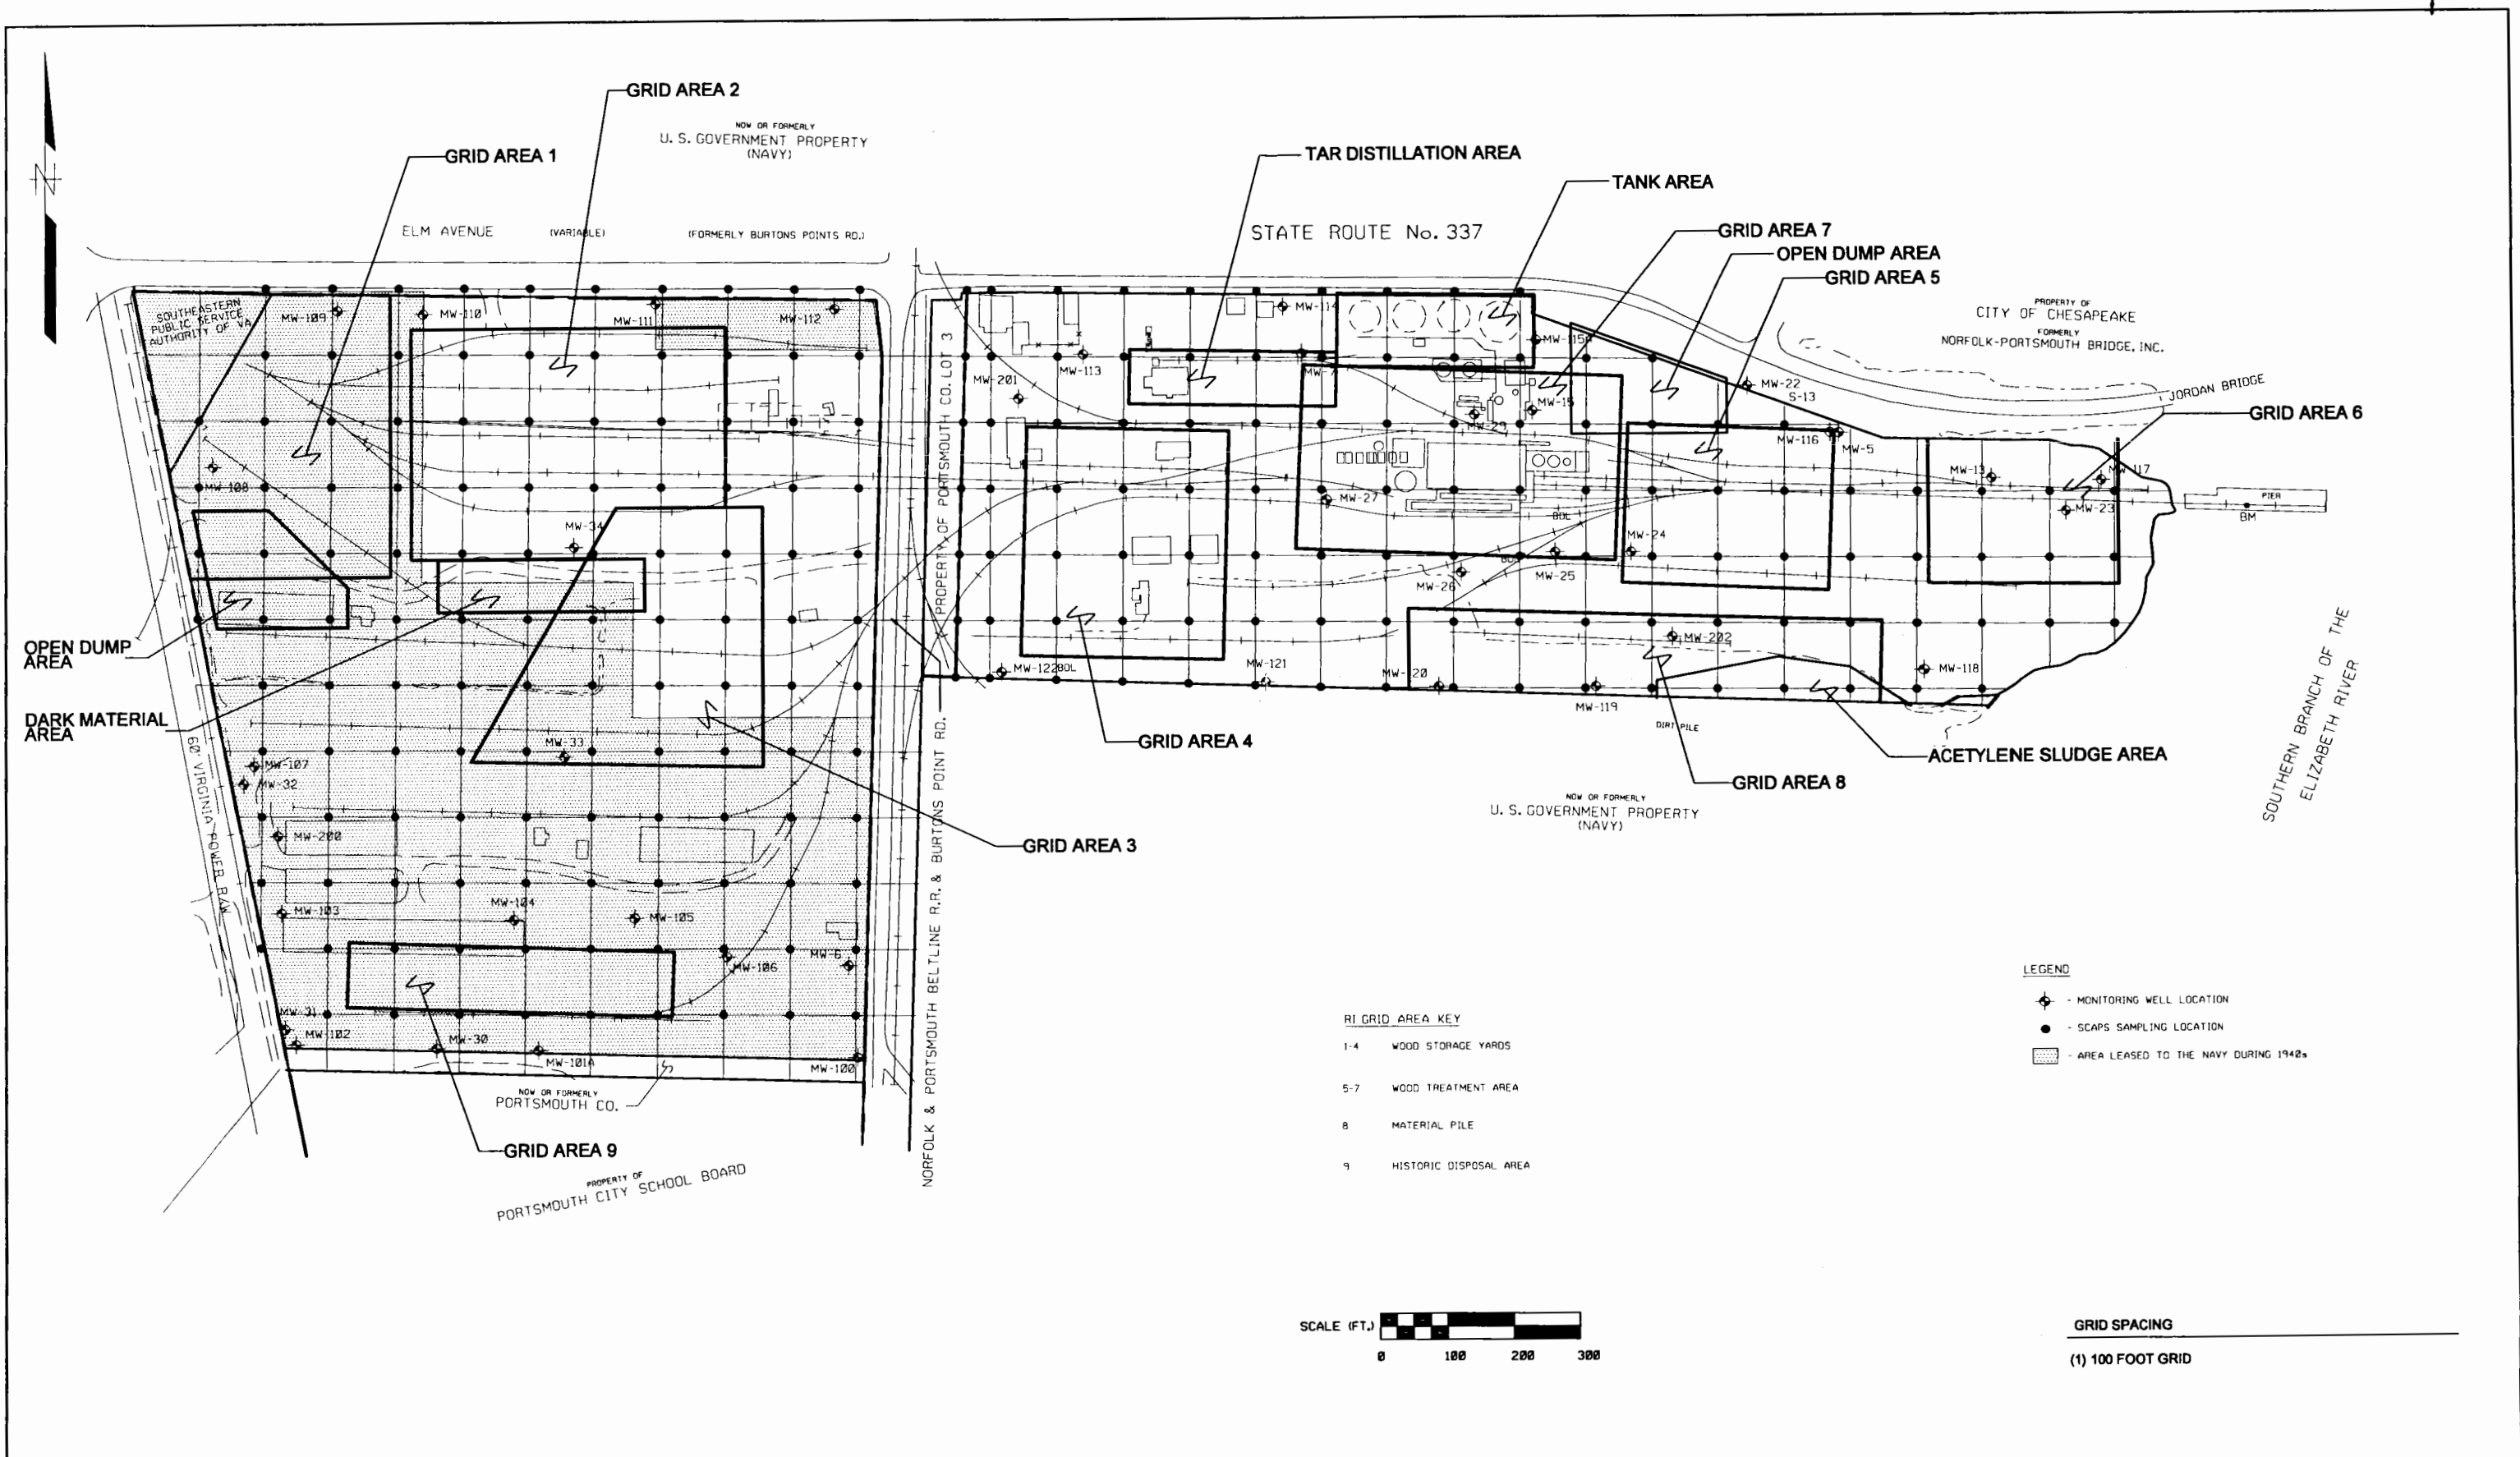 GRID AREA 2
NOW OR FORMERLY
U. S. GOVERNMENT PROPERTY
(NAVY)
GRID AREA 1
TAR DISTILLATION AREA
TANK AREA
N
ELM AVENUE
(VARIABLE)
(FORMERLY BURTONS POINTS RD.)
STATE ROUTE No. 337
GRID AREA 7
OPEN DUMP AREA
GRID AREA 5
SOUTHEASTERN
PUBLIC SERVICE
AUTHORITY OF VA
MW-109
MW-110
MW-111
MW-112
MW-114
PROPERTY OF
CITY OF CHESAPEAKE
FORMERLY
NORFOLK-PORTSMOUTH BRIDGE, INC.
MW-115A
MW-201
MW-113
MW-7
MW-22
S-13
JORDAN BRIDGE
MW-15
GRID AREA 6
MW-29
MW-116
MW-5
MW-108
MW-13
MW-117
MW-27
PIER
BM
MW-23
MW-34
BDL
MW-24
MW-25
MW-26
OPEN DUMP
AREA
MW-202
MW-122
BDL
MW-121
MW-118
MW-119
DARK MATERIAL
AREA
DIRT PILE
GRID AREA 4
ACETYLENE SLUDGE AREA
MW-33
MW-107
MW-32
GRID AREA 8
NOW OR FORMERLY
U. S. GOVERNMENT PROPERTY
(NAVY)
SOUTHERN BRANCH OF THE
ELIZABETH RIVER
60' VIRGINIA POWER R/W
MW-200
GRID AREA 3
NORFOLK & PORTSMOUTH BELTLINE R.R. & BURTONS POINT RD.
PROPERTY OF PORTSMOUTH CO. LOT 3
MW-103
MW-104
MW-105
MW-106
MW-6
MW-31
MW-102
MW-30
MW-101A
MW-100
NOW OR FORMERLY
PORTSMOUTH CO.
GRID AREA 9
PROPERTY OF
PORTSMOUTH CITY SCHOOL BOARD
RI GRID AREA KEY
1-4 WOOD STORAGE YARDS
5-7 WOOD TREATMENT AREA
8 MATERIAL PILE
9 HISTORIC DISPOSAL AREA
LEGEND
- MONITORING WELL LOCATION
- SCAPS SAMPLING LOCATION
- AREA LEASED TO THE NAVY DURING 1940s
SCALE (FT.)
0 100 200 300
GRID SPACING
(1) 100 FOOT GRID